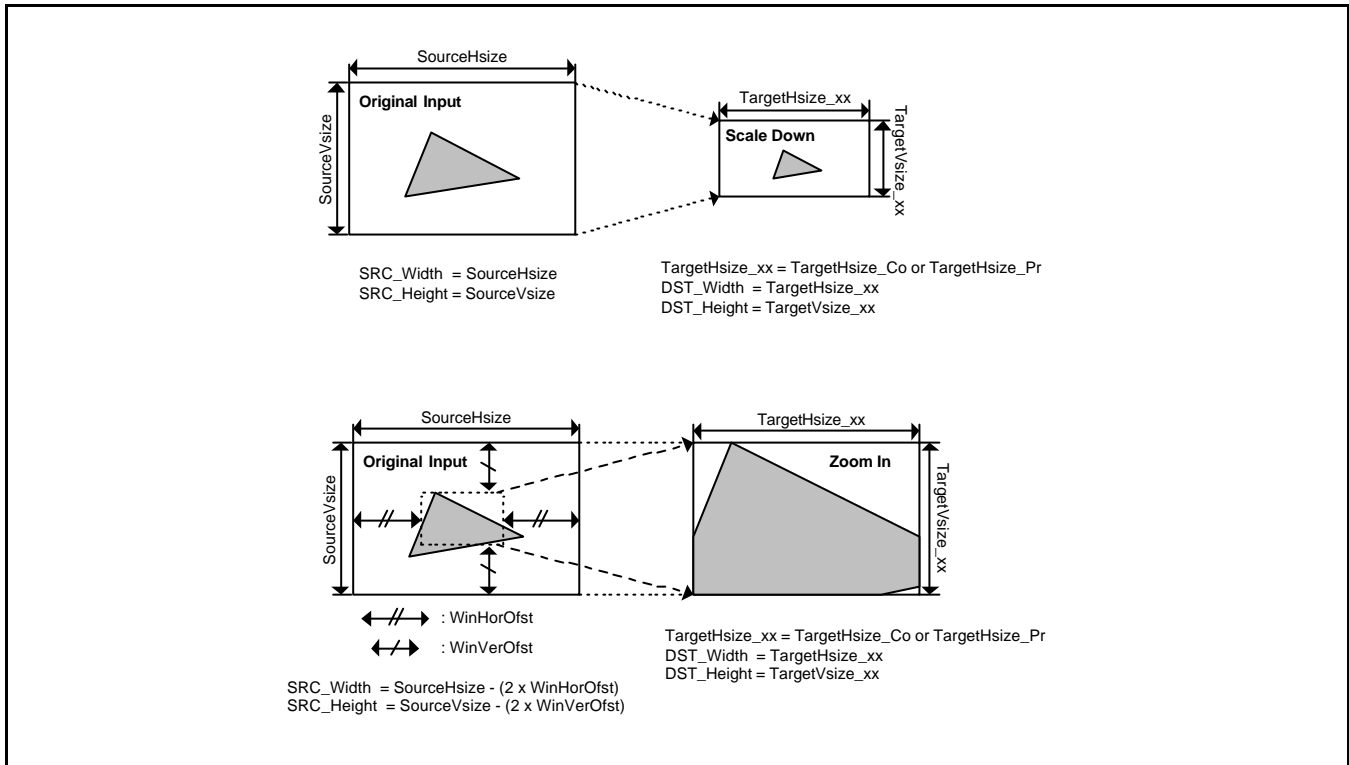 SourceHsize
SourceVsize
Original Input
TargetHsize_xx
TargetVsize_xx
Scale Down
SRC_Width = SourceHsize
SRC_Height = SourceVsize
TargetHsize_xx = TargetHsize_Co or TargetHsize_Pr
DST_Width = TargetHsize_xx
DST_Height = TargetVsize_xx
SourceHsize
SourceVsize
Original Input
TargetHsize_xx
TargetVsize_xx
Zoom In
: WinHorOfst
: WinVerOfst
SRC_Width = SourceHsize - (2 x WinHorOfst)
SRC_Height = SourceVsize - (2 x WinVerOfst)
TargetHsize_xx = TargetHsize_Co or TargetHsize_Pr
DST_Width = TargetHsize_xx
DST_Height = TargetVsize_xx